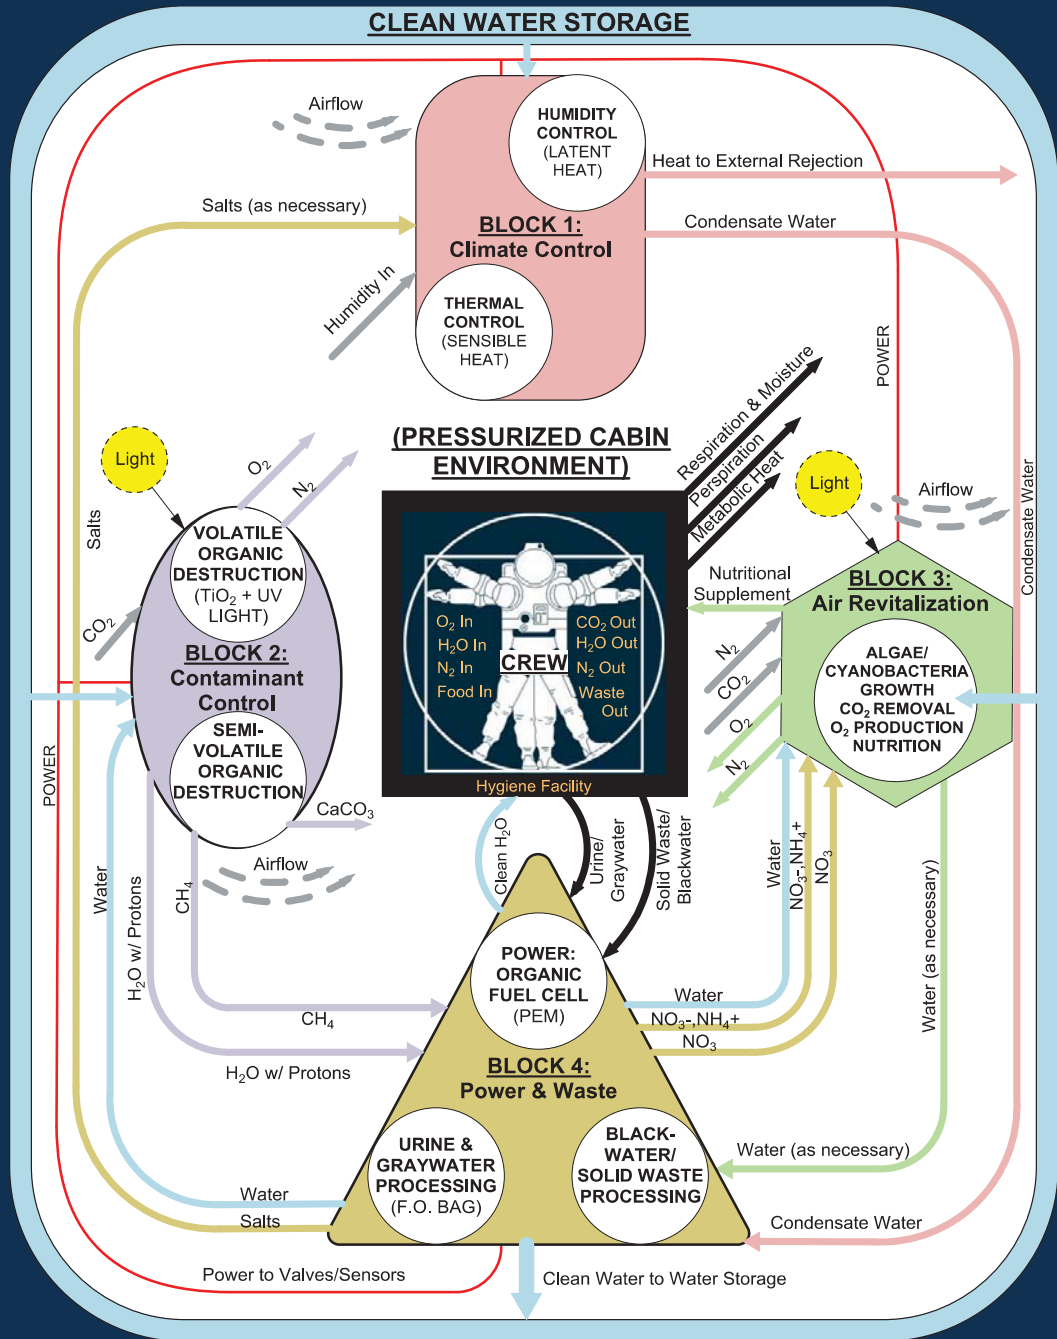 CLEAN WATER STORAGE
Airflow
HUMIDITY
CONTROL
(LATENT
HEAT)
Heat to External Rejection
Salts (as necessary)
Condensate Water
BLOCK 1:
Climate Control
Humidity In
THERMAL
CONTROL
(SENSIBLE
HEAT)
POWER
Respiration & Moisture
Perspiration
Metabolic Heat
(PRESSURIZED CABIN
ENVIRONMENT)
Light
O₂
N₂
Light
Airflow
Condensate Water
Salts
VOLATILE
ORGANIC
DESTRUCTION
(TiO₂ + UV
LIGHT)
CO₂
BLOCK 2:
Contaminant
Control
SEMI-
VOLATILE
ORGANIC
DESTRUCTION
CaCO₃
Airflow
POWER
O₂ In
H₂O In
N₂ In
Food In
CREW
CO₂ Out
H₂O Out
N₂ Out
Waste
Out
Hygiene Facility
Nutritional
Supplement
BLOCK 3:
Air Revitalization
ALGAE/
CYANOBACTERIA
GROWTH
CO₂ REMOVAL
O₂ PRODUCTION
NUTRITION
N₂
CO₂
O₂
N₂
Water
H₂O w/ Protons
CH₄
Clean H₂O
Urine/
Graywater
Solid Waste/
Blackwater
Water
NO₃-,NH₄+
NO₃
Water (as necessary)
POWER:
ORGANIC
FUEL CELL
(PEM)
CH₄
H₂O w/ Protons
Water
NO₃-,NH₄+
NO₃
BLOCK 4:
Power & Waste
URINE &
GRAYWATER
PROCESSING
(F.O. BAG)
BLACK-
WATER/
SOLID WASTE
PROCESSING
Water (as necessary)
Water
Salts
Condensate Water
Power to Valves/Sensors
Clean Water to Water Storage